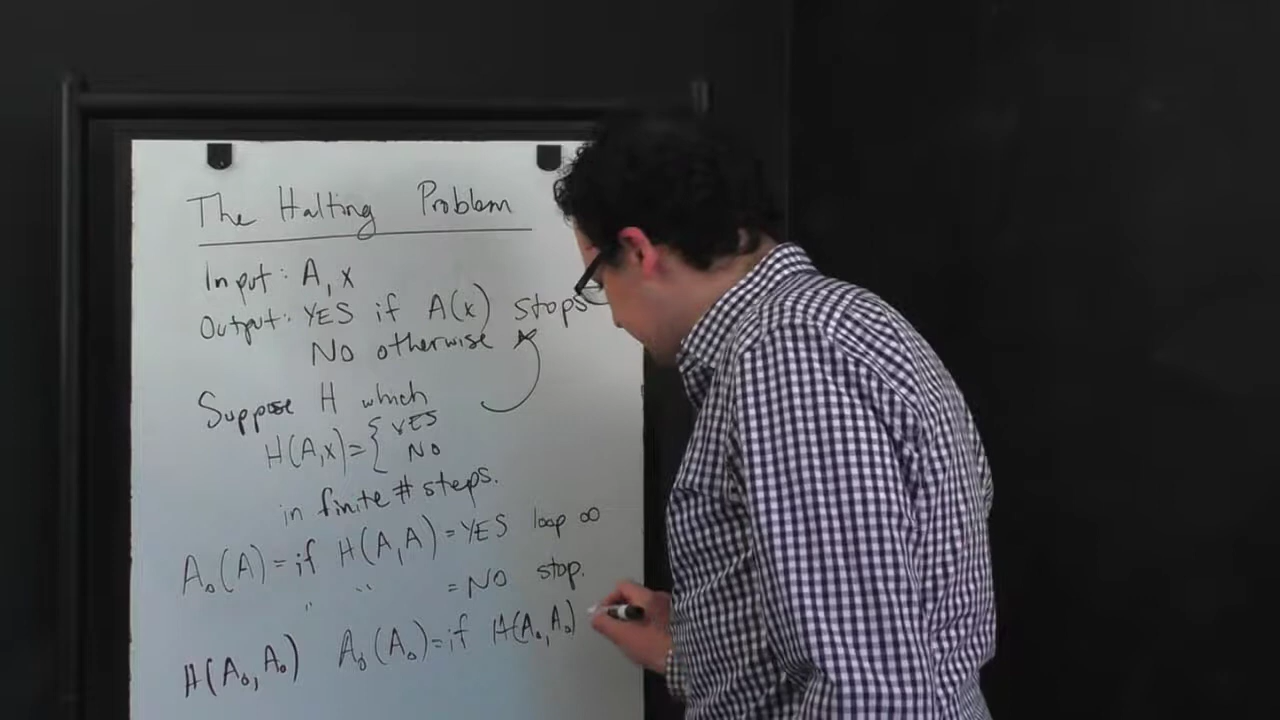 The Halting Problem
Input: A, x
Output: YES if A(x) stops
No otherwise
Suppose H which
H(A,x)= { YES
NO
in finite # steps.
A₀(A)=if H(A,A)=YES loop ∞
" " =NO stop.
H(A₀,A₀) A₀(A₀)=if H(A₀,A₀)